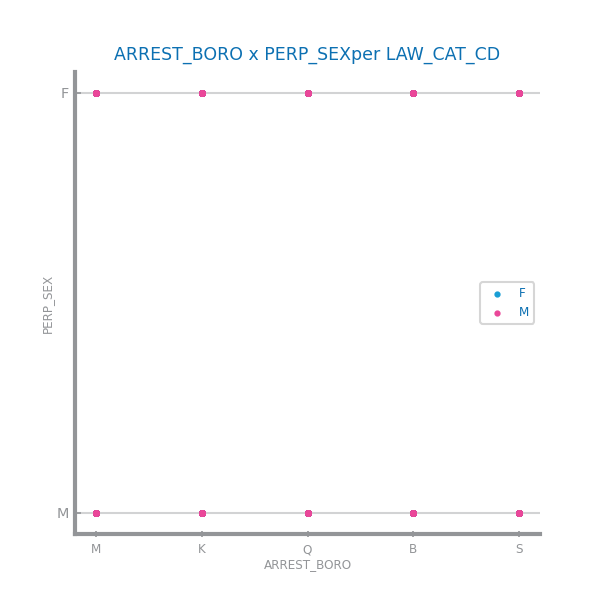 ARREST_BORO x PERP_SEXper LAW_CAT_CD
F
PERP_SEX
F
M
M
M K Q B S
ARREST_BORO